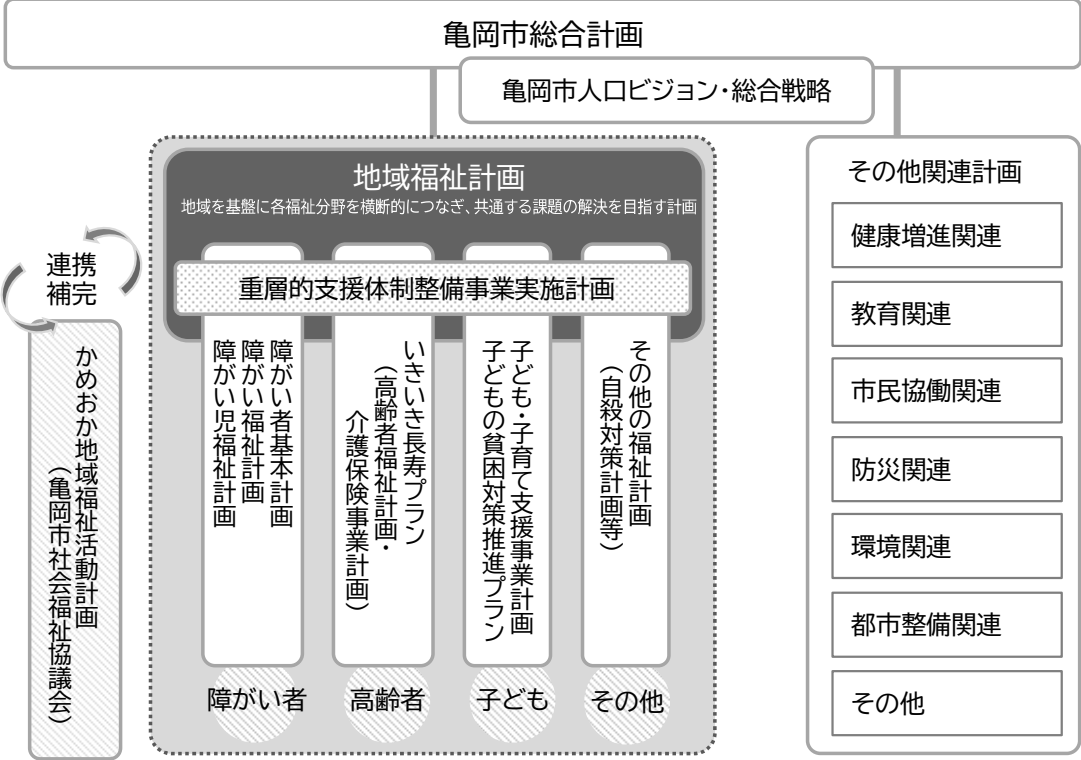 亀岡市総合計画
亀岡市人口ビジョン・総合戦略
地域福祉計画
地域を基盤に各福祉分野を横断的につなぎ、共通する課題の解決を目指す計画
重層的支援体制整備事業実施計画
連携
補完
かめおか地域福祉活動計画
（亀岡市社会福祉協議会）
障がい者基本計画
障がい福祉計画
障がい児福祉計画
いきいき長寿プラン
（高齢者福祉計画・
介護保険事業計画）
子ども・子育て支援事業計画
子どもの貧困対策推進プラン
その他の福祉計画
（自殺対策計画等）
障がい者
高齢者
子ども
その他
その他関連計画
健康増進関連
教育関連
市民協働関連
防災関連
環境関連
都市整備関連
その他